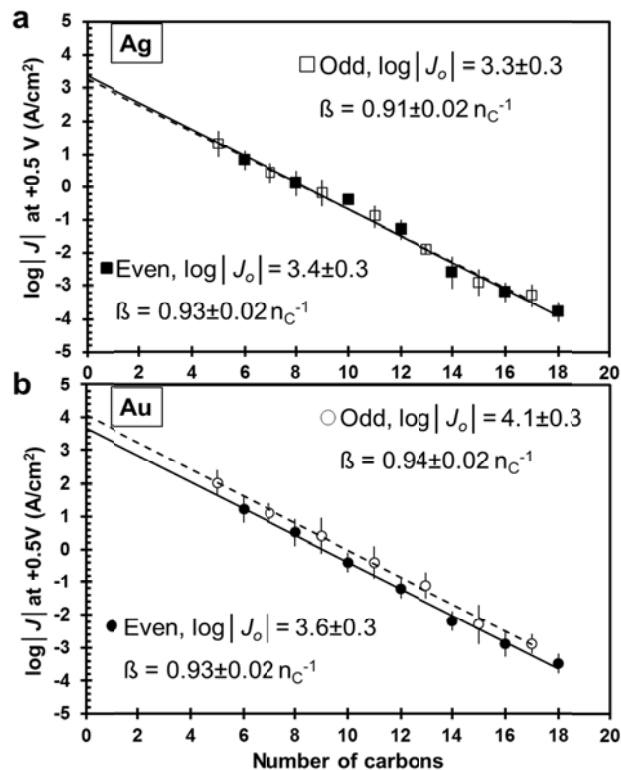 a
Ag
Odd, log|Jₒ| = 3.3±0.3
ß = 0.91±0.02 n_C⁻¹
Even, log|Jₒ| = 3.4±0.3
ß = 0.93±0.02 n_C⁻¹
log|J| at +0.5 V (A/cm²)
5
4
3
2
1
0
-1
-2
-3
-4
-5
0 2 4 6 8 10 12 14 16 18 20
b
Au
Odd, log|Jₒ| = 4.1±0.3
ß = 0.94±0.02 n_C⁻¹
Even, log|Jₒ| = 3.6±0.3
ß = 0.93±0.02 n_C⁻¹
log|J| at +0.5V (A/cm²)
5
4
3
2
1
0
-1
-2
-3
-4
-5
0 2 4 6 8 10 12 14 16 18 20
Number of carbons